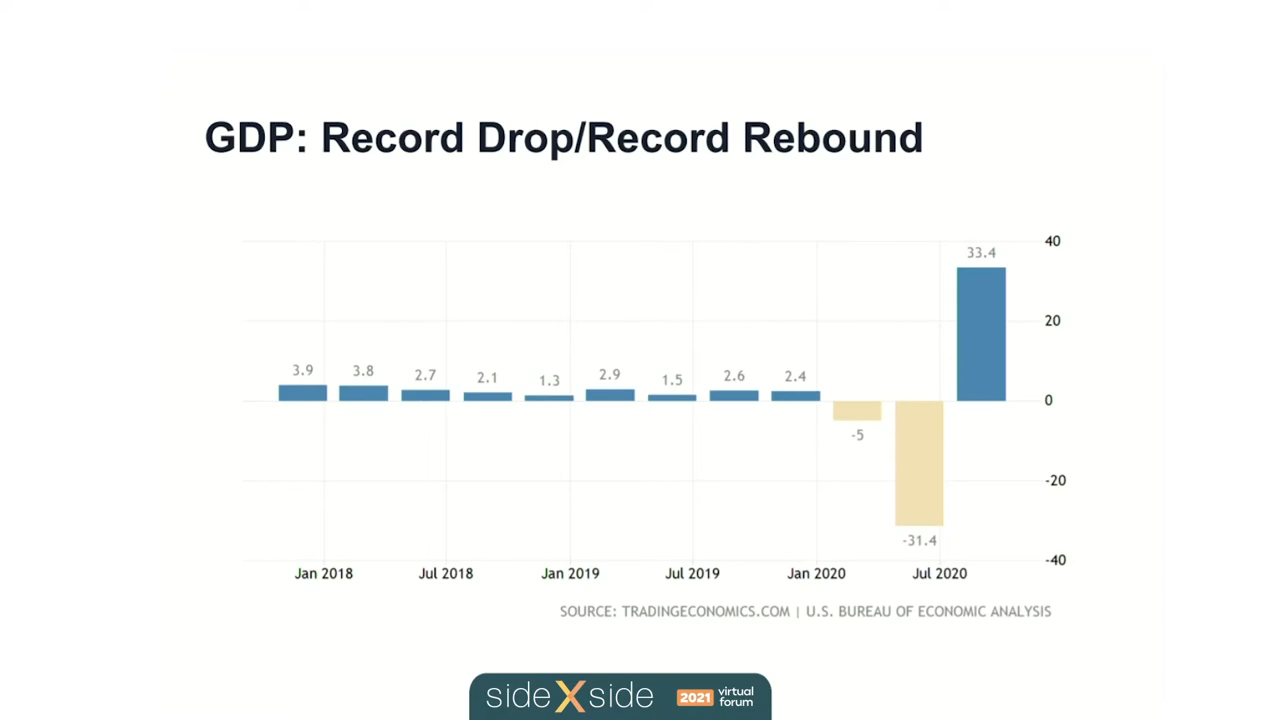 GDP: Record Drop/Record Rebound
40
33.4
20
3.9 3.8 2.7 2.1 1.3 2.9 1.5 2.6 2.4
0
-5
-20
-31.4
-40
Jan 2018 Jul 2018 Jan 2019 Jul 2019 Jan 2020 Jul 2020
SOURCE: TRADINGECONOMICS.COM | U.S. BUREAU OF ECONOMIC ANALYSIS
sideXside 2021 virtual
forum